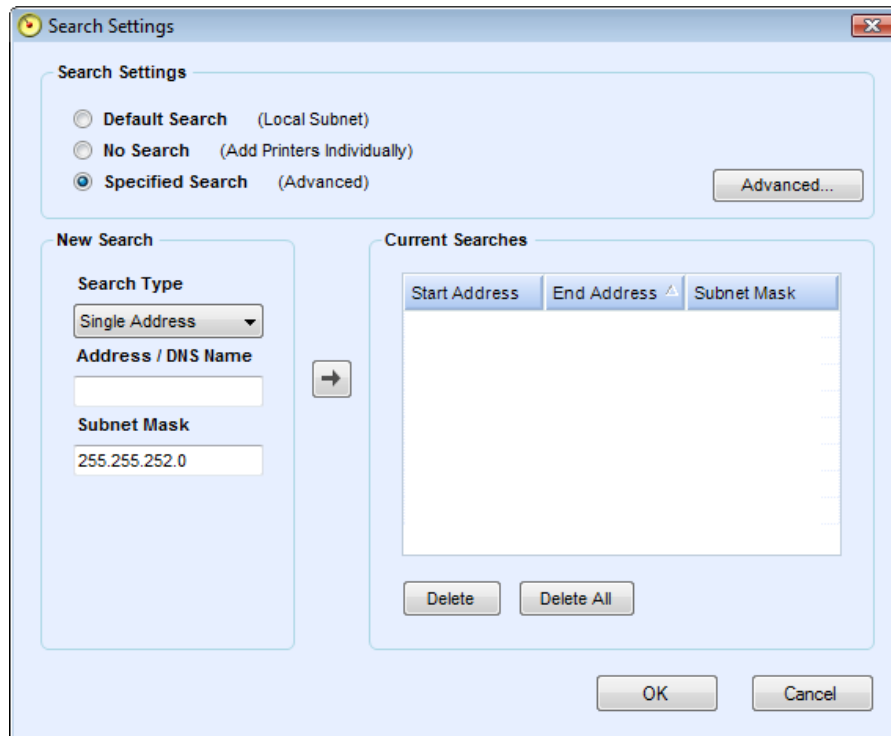 Search Settings
Search Settings
Default Search (Local Subnet)
No Search (Add Printers Individually)
Specified Search (Advanced)
Advanced...
New Search
Search Type
Single Address
Address / DNS Name
Subnet Mask
255.255.252.0
Current Searches
Start Address End Address Subnet Mask
Delete Delete All
OK Cancel